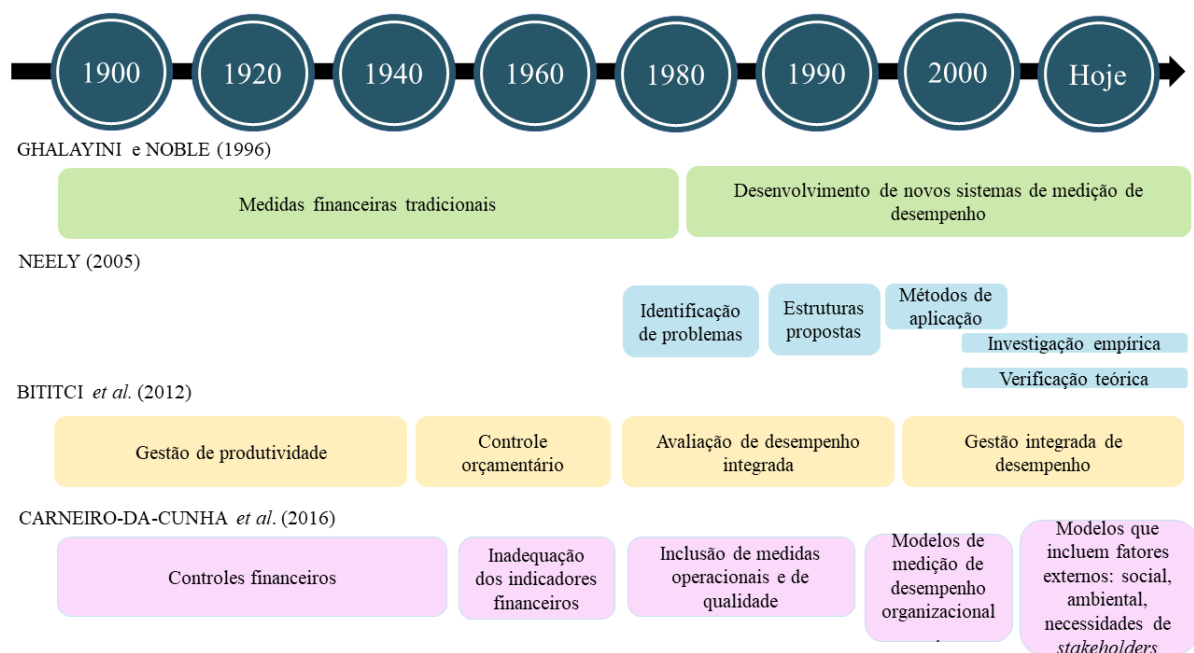 1900
1920
1940
1960
1980
1990
2000
Hoje
GHALAYINI e NOBLE (1996)
Medidas financeiras tradicionais
Desenvolvimento de novos sistemas de medição de
desempenho
NEELY (2005)
Identificação
de problemas
Estruturas
propostas
Métodos de
aplicação
Investigação empírica
Verificação teórica
BITITCI et al. (2012)
Gestão de produtividade
Controle
orçamentário
Avaliação de desempenho
integrada
Gestão integrada de
desempenho
CARNEIRO-DA-CUNHA et al. (2016)
Controles financeiros
Inadequação
dos indicadores
financeiros
Inclusão de medidas
operacionais e de
qualidade
Modelos de
medição de
desempenho
organizacional
.
Modelos que
incluem fatores
externos: social,
ambiental,
necessidades de
stakeholders